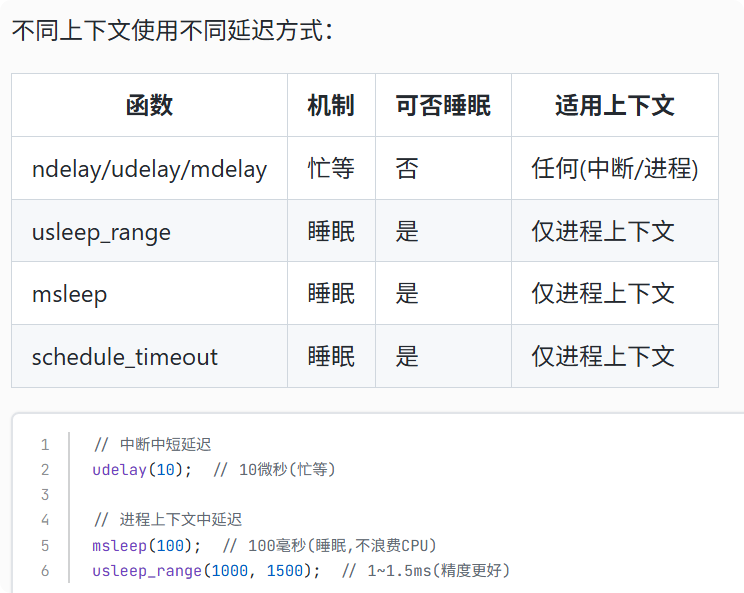 不同上下文使用不同延迟方式：
函数 机制 可否睡眠 适用上下文
ndelay/udelay/mdelay 忙等 否 任何(中断/进程)
usleep_range 睡眠 是 仅进程上下文
msleep 睡眠 是 仅进程上下文
schedule_timeout 睡眠 是 仅进程上下文
1 // 中断中短延迟
2 udelay(10);  // 10微秒(忙等)
3
4 // 进程上下文中延迟
5 msleep(100);  // 100毫秒(睡眠,不浪费CPU)
6 usleep_range(1000, 1500);  // 1~1.5ms(精度更好)